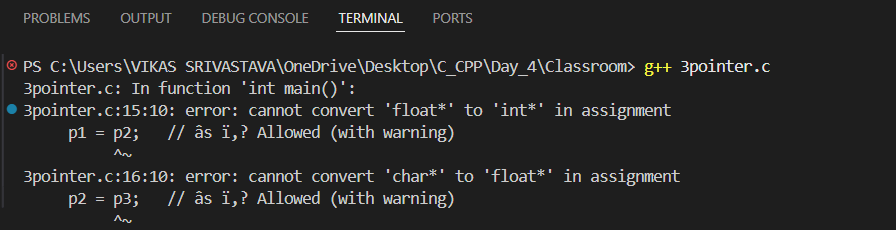 PROBLEMS OUTPUT DEBUG CONSOLE TERMINAL PORTS
PS C:\Users\VIKAS SRIVASTAVA\OneDrive\Desktop\C_CPP\Day_4\Classroom> g++ 3pointer.c
3pointer.c: In function 'int main()':
3pointer.c:15:10: error: cannot convert 'float*' to 'int*' in assignment
     p1 = p2;   // âs ï,? Allowed (with warning)
          ^~
3pointer.c:16:10: error: cannot convert 'char*' to 'float*' in assignment
     p2 = p3;   // âs ï,? Allowed (with warning)
          ^~